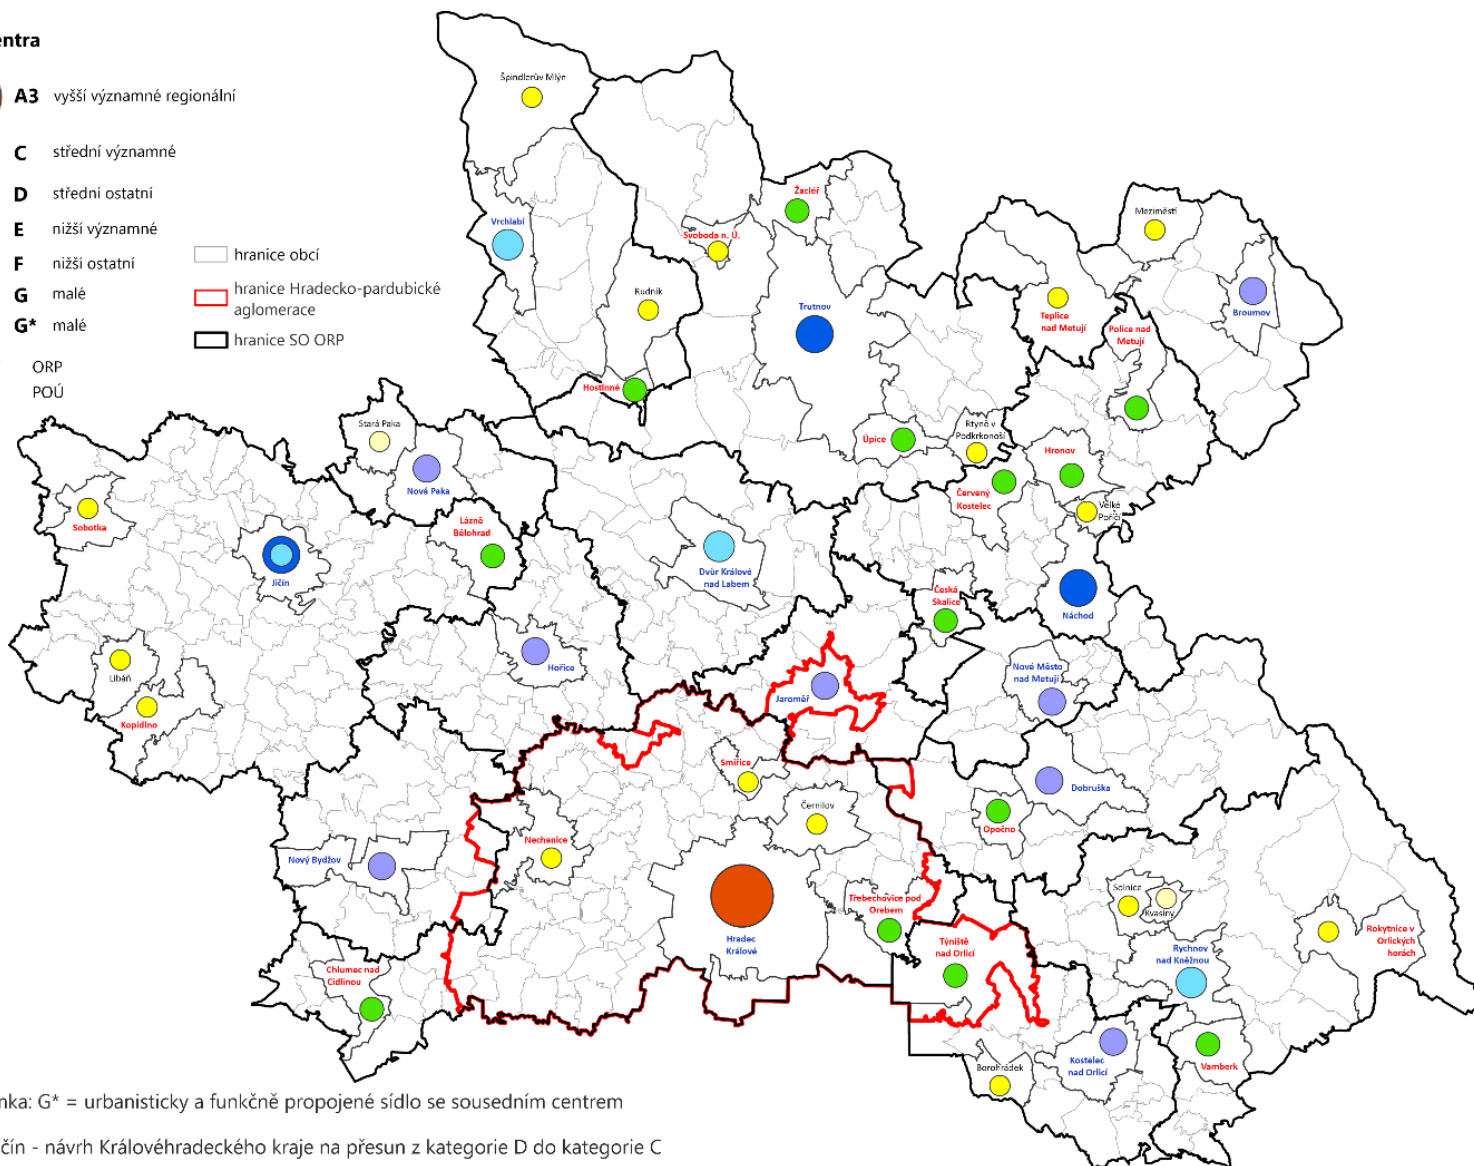 entra
A3 vyšší významné regionální
C střední významné
D střední ostatní
E nižší významné
F nižší ostatní
G malé
G* malé
ORP
POÚ
hranice obcí
hranice Hradecko-pardubické
aglomerace
hranice SO ORP
Špindlerův Mlýn
Vrchlabí
Žacléř
Svoboda n. Ú.
Rudník
Trutnov
Hostinné
Meziměstí
Teplice
nad Metují
Police nad
Metují
Broumov
Stará Paka
Nová Paka
Úpice
Rtyně v
Podkrkonoší
Hronov
Červený
Kostelec
Velké
Poříčí
Sobotka
Lázně
Bělohrad
Jičín
Dvůr Králové
nad Labem
Česká
Skalice
Náchod
Libáň
Kopidlno
Hořice
Jaroměř
Nové Město
nad Metují
Smiřice
Černilov
Dobruška
Opočno
Nechanice
Nový Bydžov
Hradec
Králové
Třebechovice pod
Orebem
Solnice
Kvasiny
Rokytnice v
Orlických
horách
Týniště
nad Orlicí
Rychnov
nad Kněžnou
Chlumec nad
Cidlinou
Kostelec
nad Orlicí
Vamberk
Borohrádek
nka: G* = urbanisticky a funkčně propojené sídlo se sousedním centrem
čín - návrh Královéhradeckého kraje na přesun z kategorie D do kategorie C